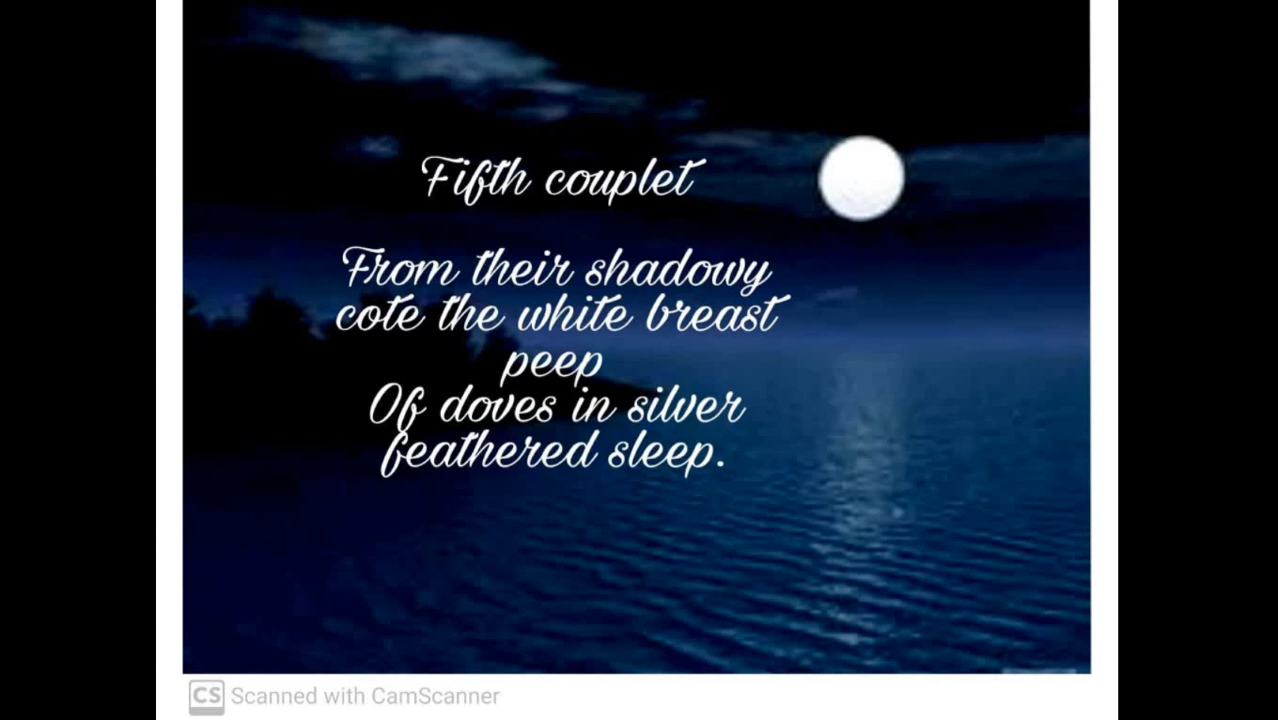 Fifth couplet
From their shadowy
cote the white breast
peep
Of doves in silver
feathered sleep.
CS Scanned with CamScanner